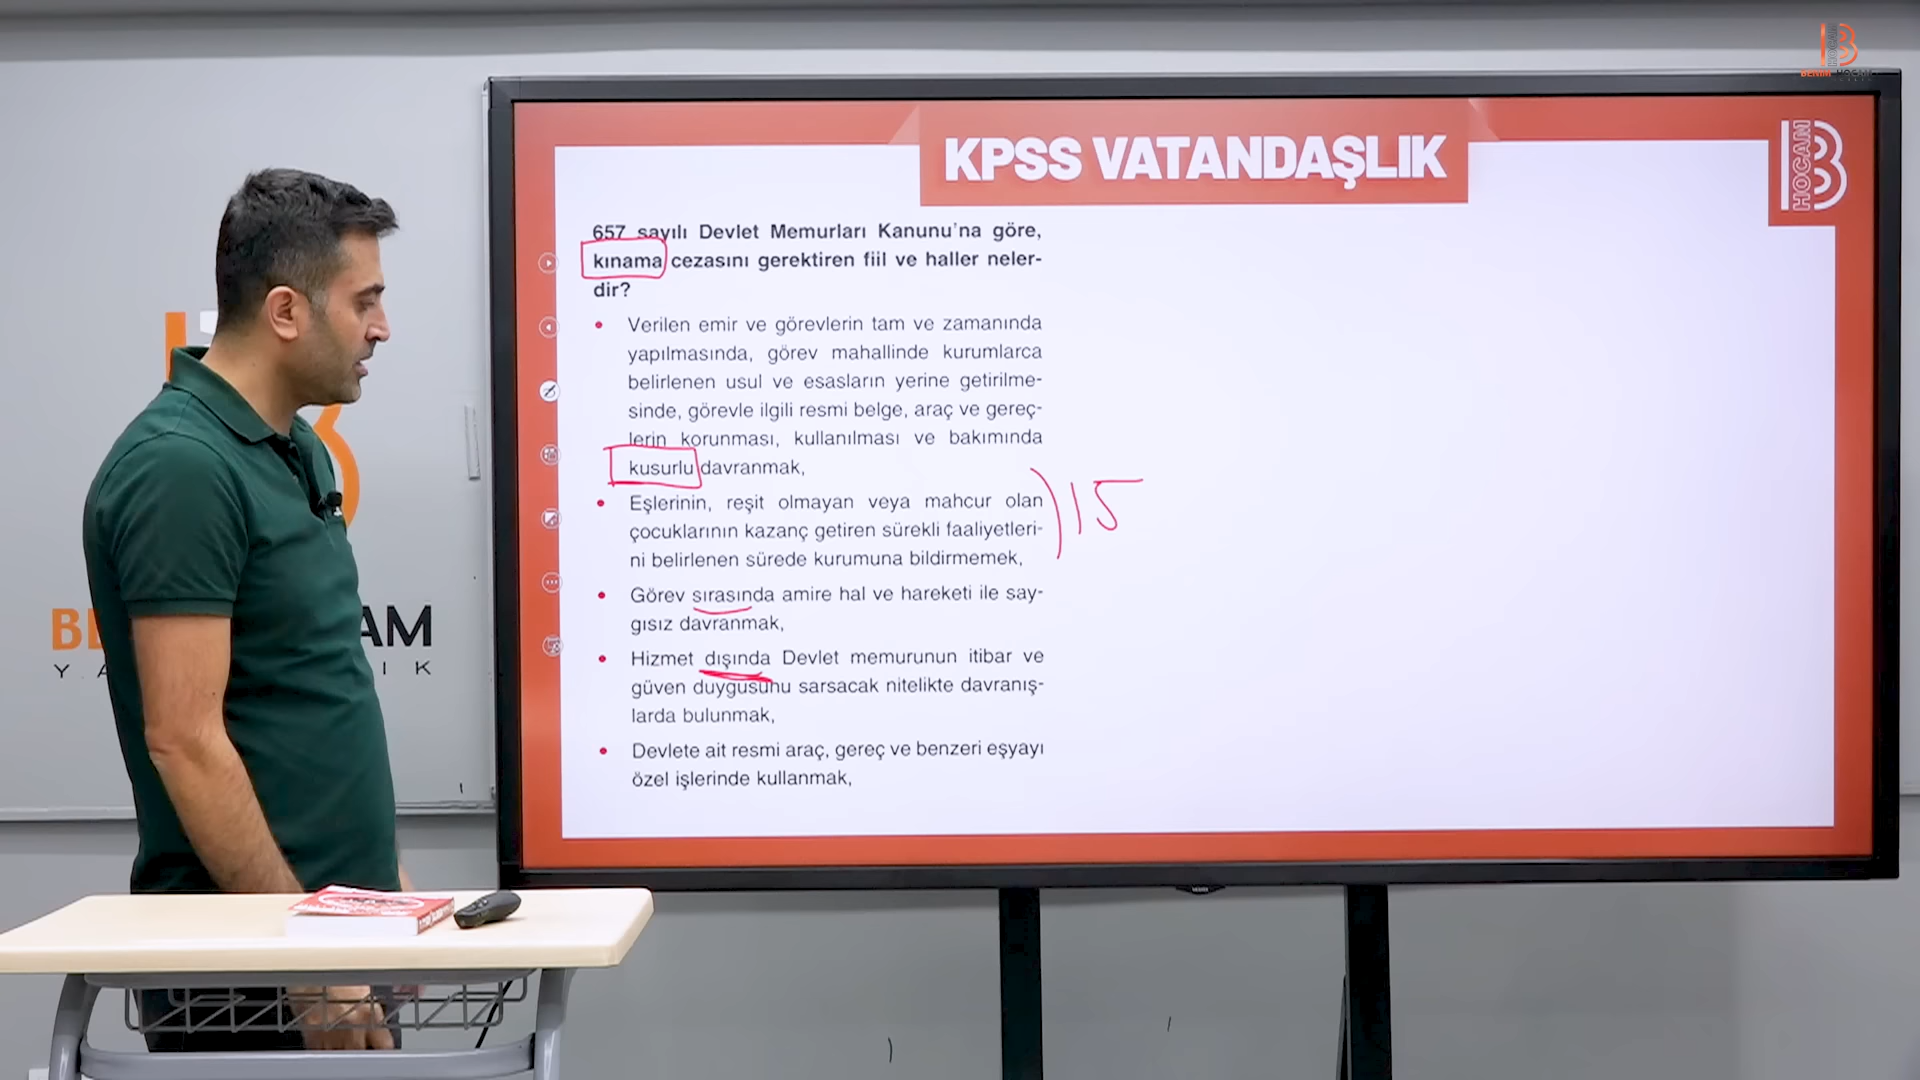 HOCAM
BENİM HOCAM
KPSS VATANDAŞLIK
HOCAM
657 sayılı Devlet Memurları Kanunu'na göre,
kınama cezasını gerektiren fiil ve haller neler-
dir?
• Verilen emir ve görevlerin tam ve zamanında
yapılmasında, görev mahallinde kurumlarca
belirlenen usul ve esasların yerine getirilme-
sinde, görevle ilgili resmi belge, araç ve gereç-
lerin korunması, kullanılması ve bakımında
kusurlu davranmak,
• Eşlerinin, reşit olmayan veya mahcur olan
çocuklarının kazanç getiren sürekli faaliyetleri-
ni belirlenen sürede kurumuna bildirmemek,
15
• Görev sırasında amire hal ve hareketi ile say-
gısız davranmak,
• Hizmet dışında Devlet memurunun itibar ve
güven duygusunu sarsacak nitelikte davranış-
larda bulunmak,
• Devlete ait resmi araç, gereç ve benzeri eşyayı
özel işlerinde kullanmak,
BE AM
Y A I K